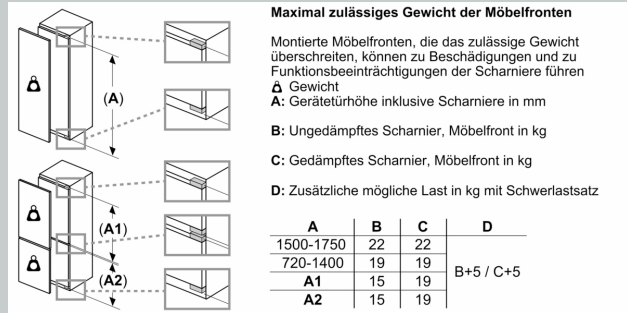 Maximal zulässiges Gewicht der Möbelfronten
Montierte Möbelfronten, die das zulässige Gewicht
überschreiten, können zu Beschädigungen und zu
Funktionsbeeinträchtigungen der Scharniere führen
Gewicht
A: Gerätetürhöhe inklusive Scharniere in mm
B: Ungedämpftes Scharnier, Möbelfront in kg
C: Gedämpftes Scharnier, Möbelfront in kg
D: Zusätzliche mögliche Last in kg mit Schwerlastsatz
A B C D
1500-1750 22 22
720-1400 19 19
A1 15 19
A2 15 19
B+5 / C+5
(A)
(A1)
(A2)